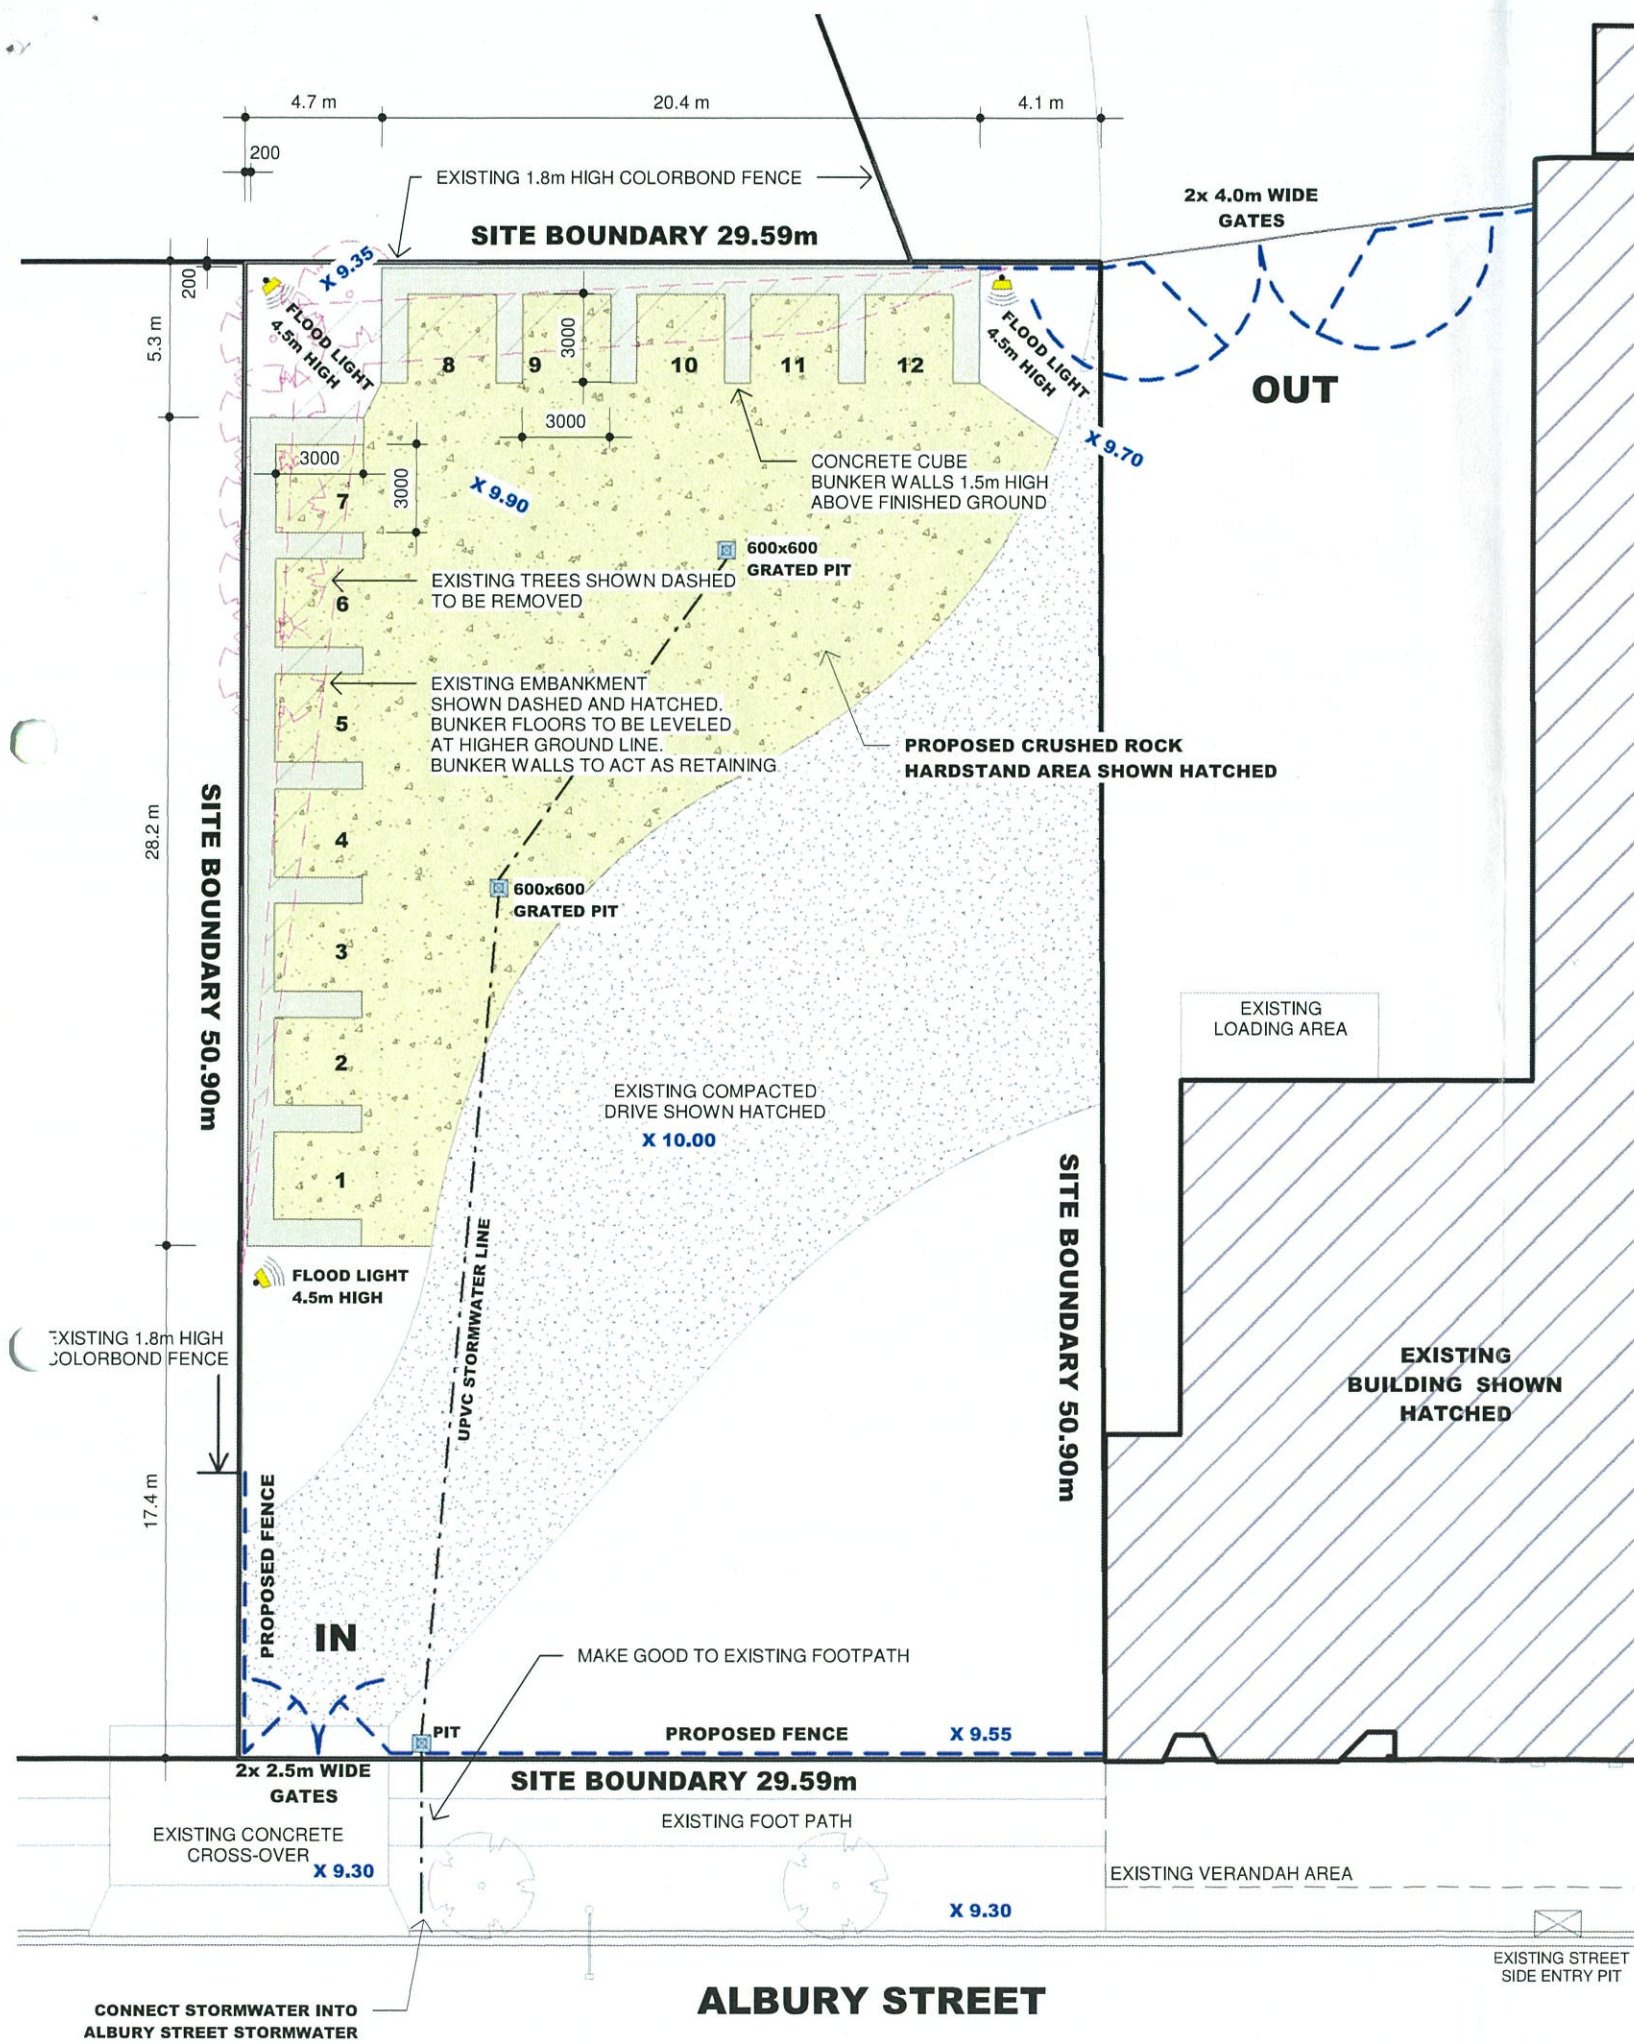 4.7 m
20.4 m
4.1 m
200
EXISTING 1.8m HIGH COLORBOND FENCE
2x 4.0m WIDE
GATES
SITE BOUNDARY 29.59m
X 9.35
200
FLOOD LIGHT
4.5m HIGH
FLOOD LIGHT
4.5m HIGH
5.3 m
3000
8
9
10
11
12
OUT
3000
X 9.70
3000
3000
7
X 9.90
CONCRETE CUBE
BUNKER WALLS 1.5m HIGH
ABOVE FINISHED GROUND
600x600
GRATED PIT
EXISTING TREES SHOWN DASHED
TO BE REMOVED
6
EXISTING EMBANKMENT
SHOWN DASHED AND HATCHED.
BUNKER FLOORS TO BE LEVELED
AT HIGHER GROUND LINE.
BUNKER WALLS TO ACT AS RETAINING
5
PROPOSED CRUSHED ROCK
HARDSTAND AREA SHOWN HATCHED
28.2 m
SITE BOUNDARY 50.90m
4
600x600
GRATED PIT
3
EXISTING
LOADING AREA
2
EXISTING COMPACTED
DRIVE SHOWN HATCHED
X 10.00
1
SITE BOUNDARY 50.90m
UPVC STORMWATER LINE
FLOOD LIGHT
4.5m HIGH
EXISTING 1.8m HIGH
COLORBOND FENCE
EXISTING
BUILDING SHOWN
HATCHED
17.4 m
PROPOSED FENCE
IN
MAKE GOOD TO EXISTING FOOTPATH
PIT
PROPOSED FENCE
X 9.55
2x 2.5m WIDE
GATES
SITE BOUNDARY 29.59m
EXISTING FOOT PATH
EXISTING CONCRETE
CROSS-OVER
X 9.30
EXISTING VERANDAH AREA
X 9.30
EXISTING STREET
SIDE ENTRY PIT
ALBURY STREET
CONNECT STORMWATER INTO
ALBURY STREET STORMWATER